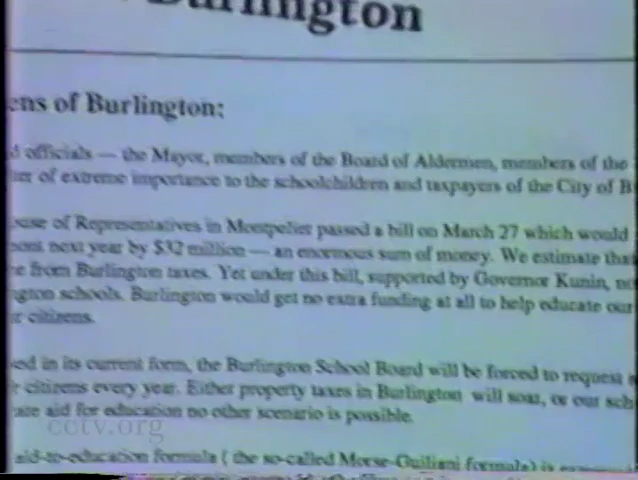 Burlington
ens of Burlington:
d officials — the Mayor, members of the Board of Aldermen, members of the
ter of extreme importance to the schoolchildren and taxpayers of the City of B
ouse of Representatives in Montpelier passed a bill on March 27 which would
mont next year by $32 million — an enormous sum of money. We estimate that
e from Burlington taxes. Yet under this bill, supported by Governor Kunin, no
ngton schools. Burlington would get no extra funding at all to help educate our
r citizens.
sed in its current form, the Burlington School Board will be forced to request
r citizens every year. Either property taxes in Burlington will soar, or our sch
ate aid for education no other scenario is possible.
cctv.org
aid-to-education formula ( the so-called Morse-Guiliani formula) is